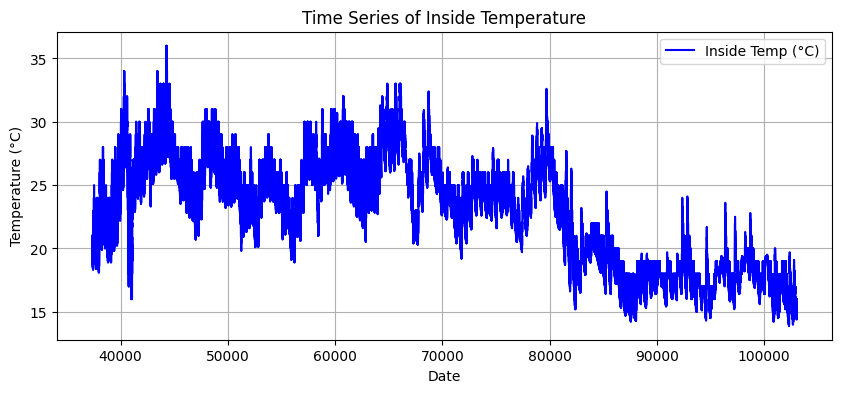 Time Series of Inside Temperature
Inside Temp (°C)
Temperature (°C)
35
30
25
20
15
40000 50000 60000 70000 80000 90000 100000
Date